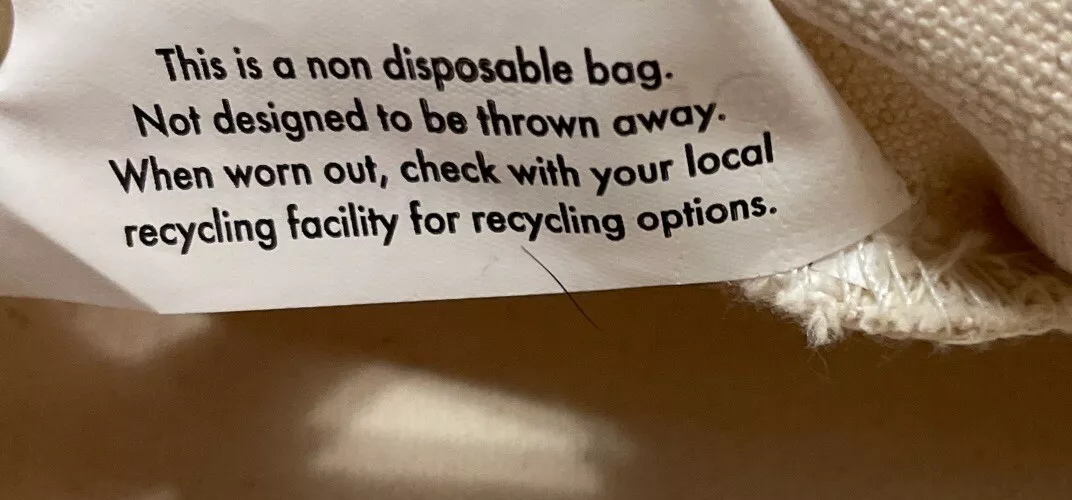 This is a non disposable bag.
Not designed to be thrown away.
When worn out, check with your local
recycling facility for recycling options.